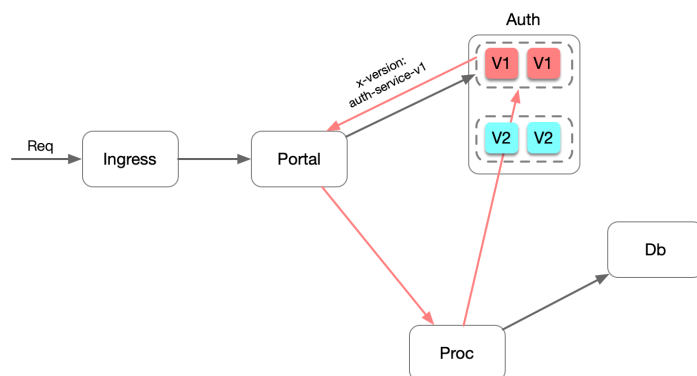 Auth
V1 V1
x-version:
auth-service-v1
Req
Ingress
Portal
V2 V2
Db
Proc